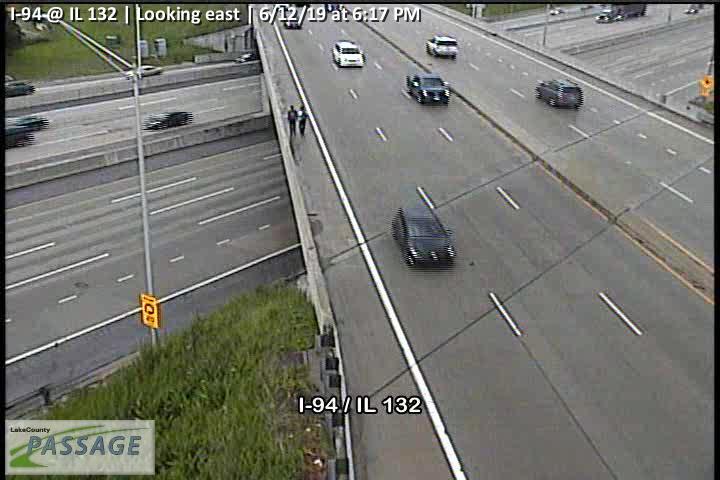 I-94 @ IL 132 | Looking east | 6/12/19 at 6:17 PM
I-94 / IL 132
LakeCounty
PASSAGE